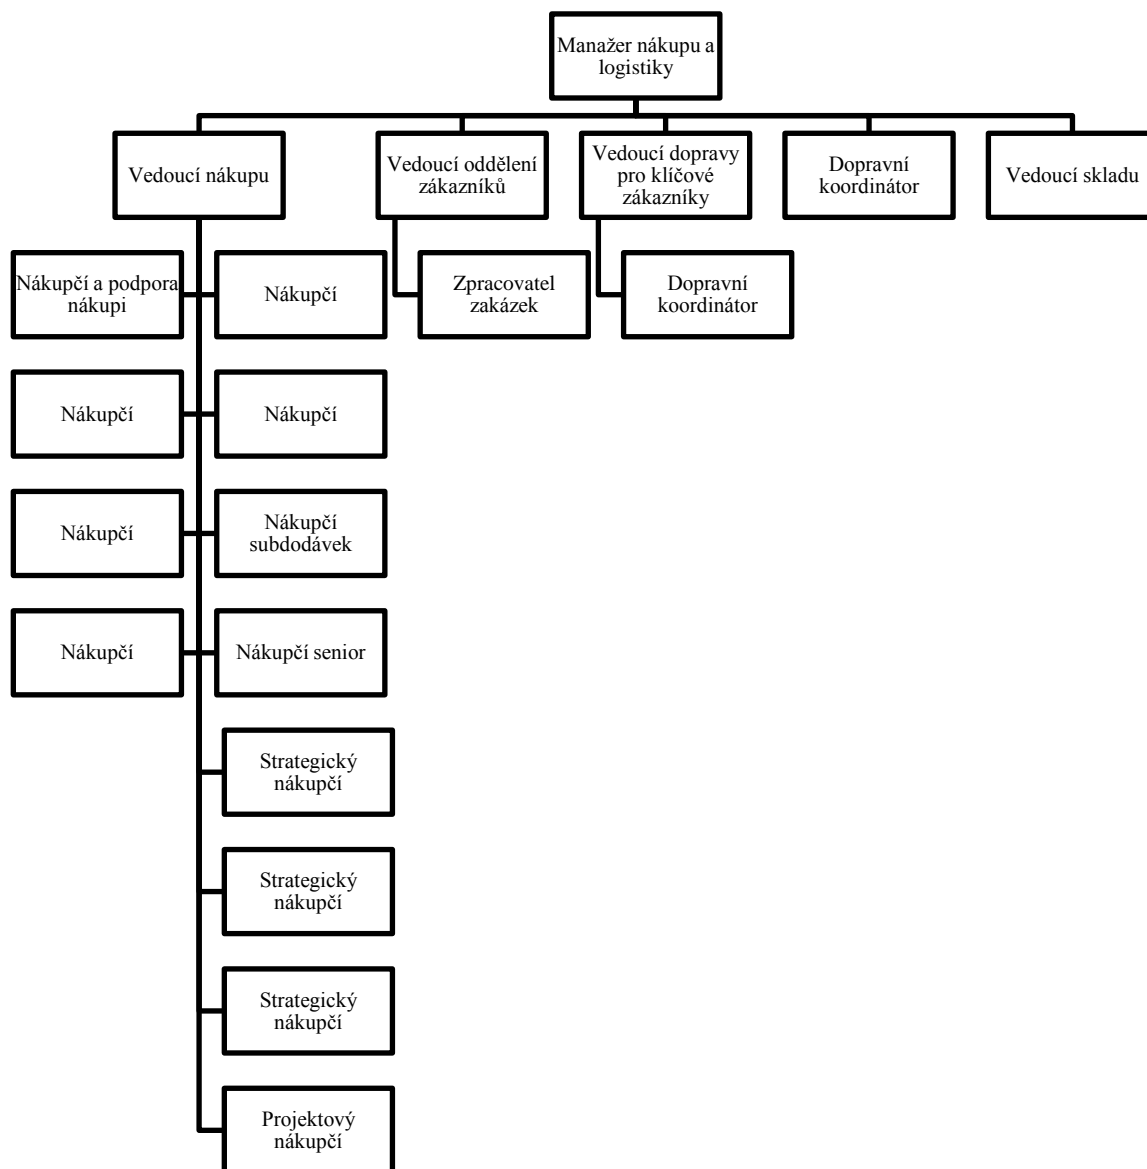 Manažer nákupu a
logistiky
Vedoucí nákupu
Vedoucí oddělení
zákazníků
Vedoucí dopravy
pro klíčové
zákazníky
Dopravní
koordinátor
Vedoucí skladu
Nákupčí a podpora
nákupi
Nákupčí
Zpracovatel
zakázek
Dopravní
koordinátor
Nákupčí
Nákupčí
Nákupčí
Nákupčí
subdodávek
Nákupčí
Nákupčí senior
Strategický
nákupčí
Strategický
nákupčí
Strategický
nákupčí
Projektový
nákupčí